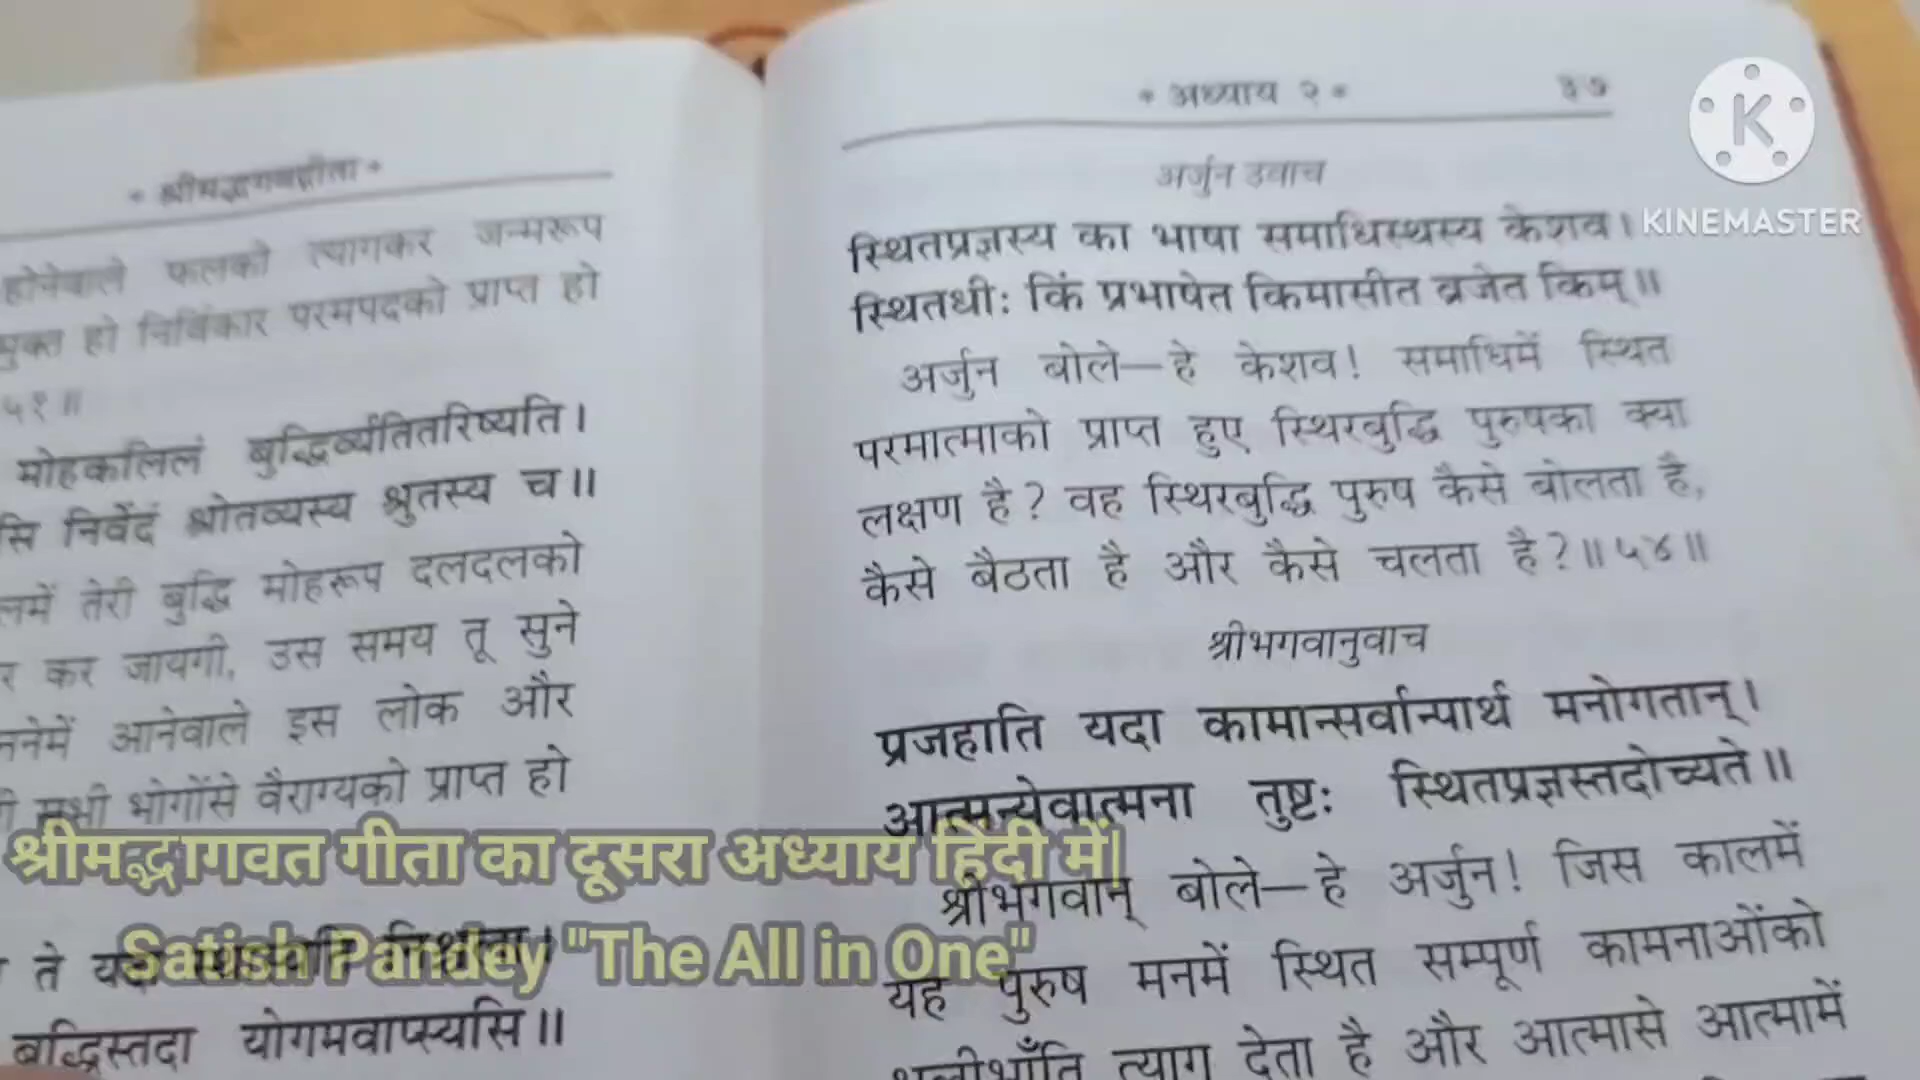 * श्रीमद्भगवद्गीता *
होनेवाले फलको त्यागकर जन्मरूप
मुक्त हो निर्विकार परमपदको प्राप्त हो
५१॥
मोहकलिलं बुद्धिर्व्यतितरिष्यति।
सि निर्वेदं श्रोतव्यस्य श्रुतस्य च॥
तेरी बुद्धि मोहरूप दलदलको
कर जायगी, उस समय तू सुने
आनेवाले इस लोक और
सभी भोगोंसे वैराग्यको प्राप्त हो
ते
बुद्धिस्तदा योगमवाप्स्यसि॥
* अध्याय २ *
३७
अर्जुन उवाच
स्थितप्रज्ञस्य का भाषा समाधिस्थस्य केशव।
स्थितधीः किं प्रभाषेत किमासीत व्रजेत किम्॥
अर्जुन बोले—हे केशव! समाधिमें स्थित
परमात्माको प्राप्त हुए स्थिरबुद्धि पुरुषका क्या
लक्षण है? वह स्थिरबुद्धि पुरुष कैसे बोलता है,
कैसे बैठता है और कैसे चलता है?॥५४॥
श्रीभगवानुवाच
प्रजहाति यदा कामान्सर्वान्पार्थ मनोगतान्।
आत्मन्येवात्मना तुष्टः स्थितप्रज्ञस्तदोच्यते॥
श्रीभगवान् बोले—हे अर्जुन! जिस कालमें
यह पुरुष मनमें स्थित सम्पूर्ण कामनाओंको
भलीभाँति त्याग देता है और आत्मासे आत्मामें
KINEMASTER
श्रीमद्भागवत गीता का दूसरा अध्याय हिंदी में|
Satish Pandey "The All in One"